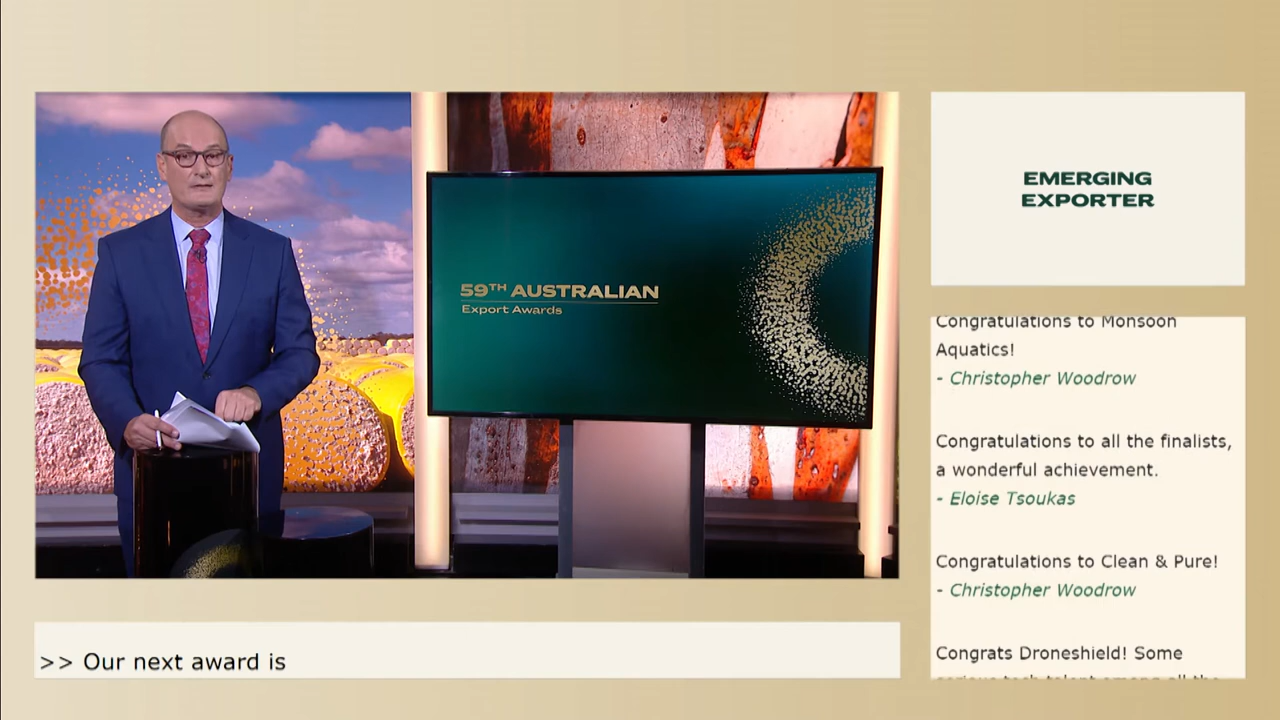 59TH AUSTRALIAN
Export Awards
>> Our next award is
EMERGING
EXPORTER
Congratulations to Monsoon
Aquatics!
- Christopher Woodrow
Congratulations to all the finalists,
a wonderful achievement.
- Eloise Tsoukas
Congratulations to Clean & Pure!
- Christopher Woodrow
Congrats Droneshield! Some